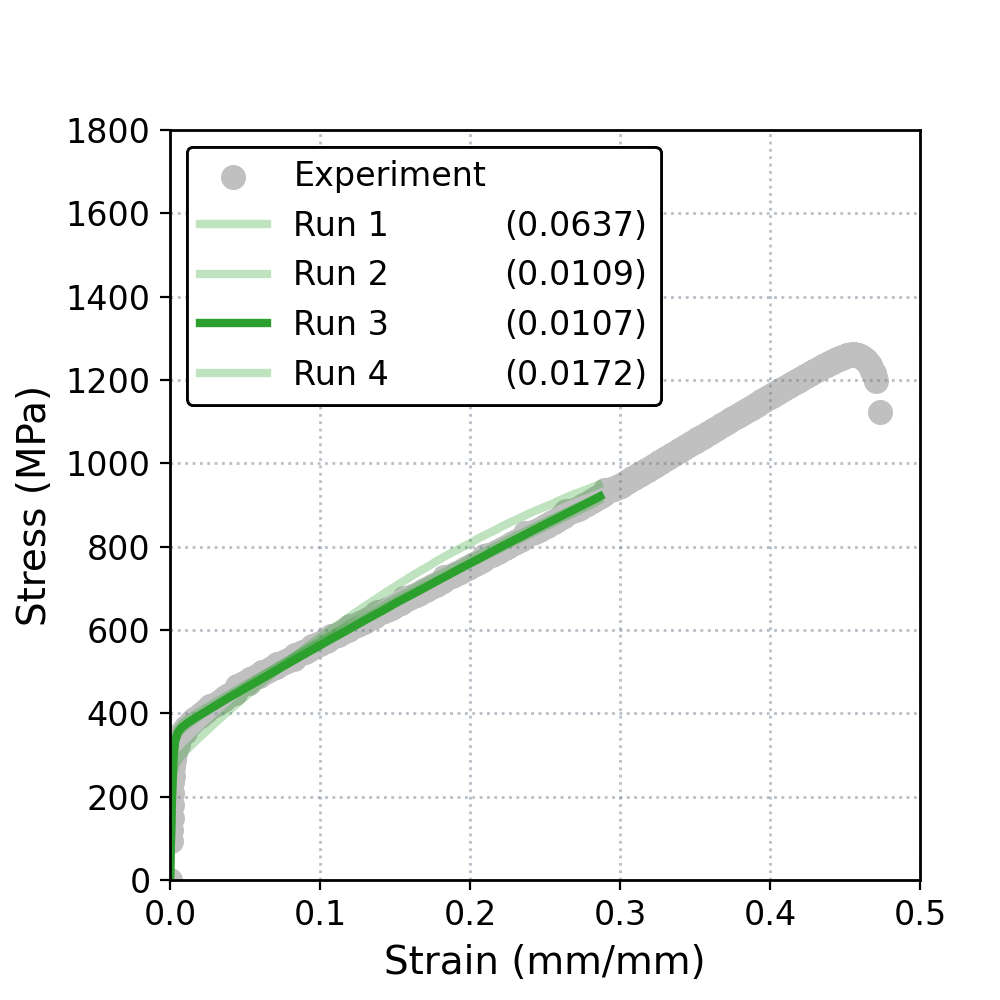 1800
1600
1400
1200
1000
800
600
400
200
0
Stress (MPa)
Experiment
Run 1 (0.0637)
Run 2 (0.0109)
Run 3 (0.0107)
Run 4 (0.0172)
0.0 0.1 0.2 0.3 0.4 0.5
Strain (mm/mm)